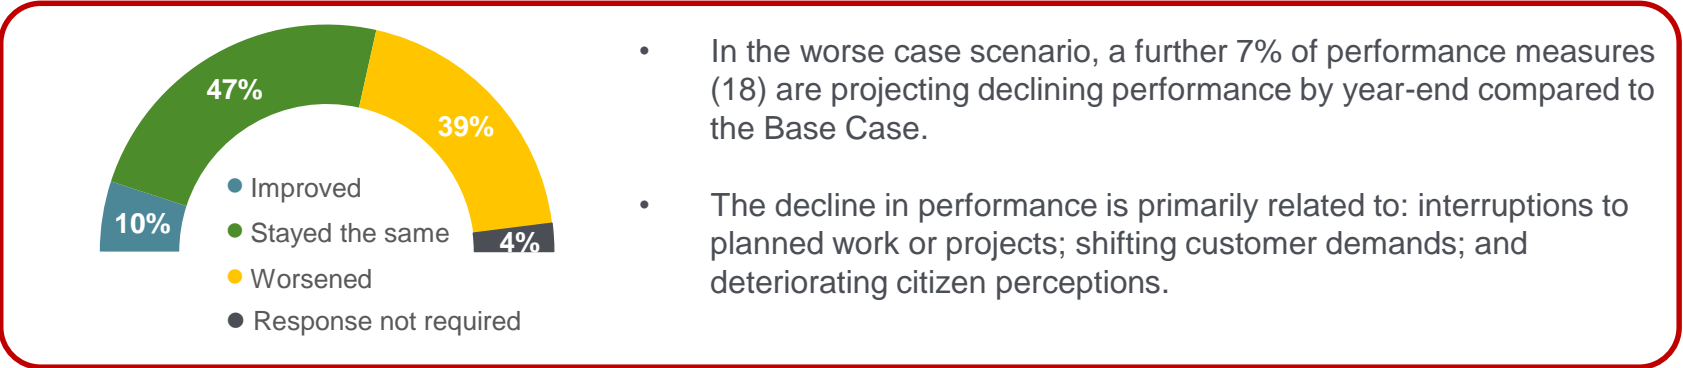 47%
39%
10%
4%
Improved
Stayed the same
Worsened
Response not required
• In the worse case scenario, a further 7% of performance measures
(18) are projecting declining performance by year-end compared to
the Base Case.
• The decline in performance is primarily related to: interruptions to
planned work or projects; shifting customer demands; and
deteriorating citizen perceptions.